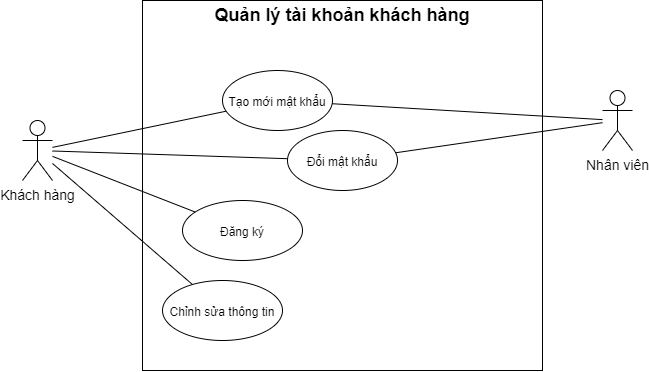 Quản lý tài khoản khách hàng
Tạo mới mật khẩu
Đổi mật khẩu
Khách hàng
Nhân viên
Đăng ký
Chỉnh sửa thông tin